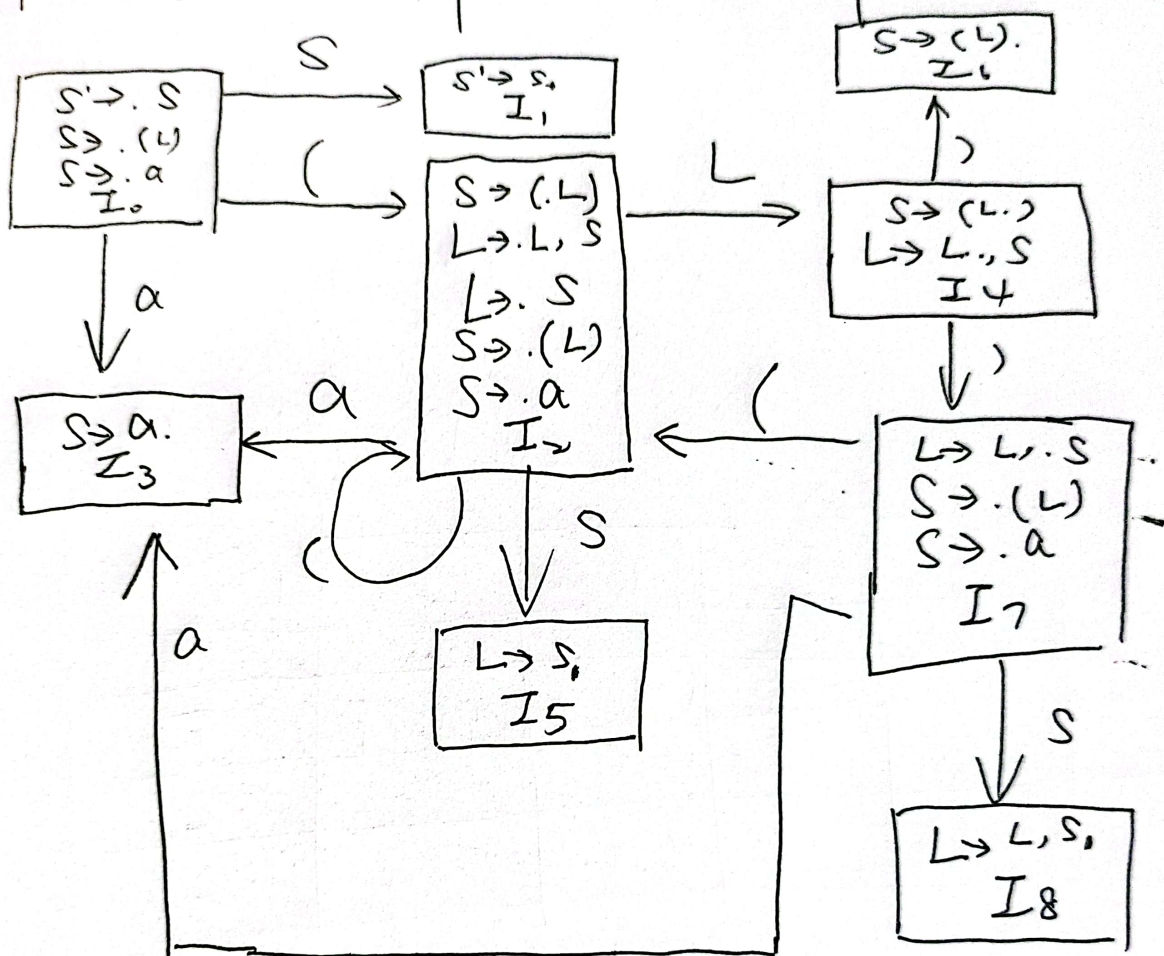 S' → . S
S → . (L)
S → . a
I₀
S
(
a
S' → S.
I₁
S → (.L)
L → . L, S
L → . S
S → . (L)
S → . a
I₂
L
S → (L).
I₆
)
S → (L.)
L → L., S
I4
)
a
(
(
S → a.
I3
L → L, . S
S → . (L)
S → . a
I7
S
a
L → S.
I5
S
L → L, S.
I8